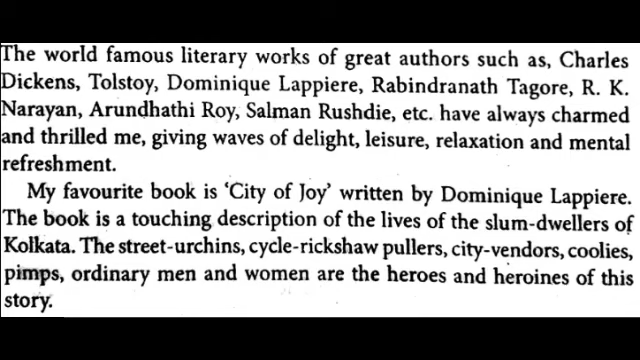 The world famous literary works of great authors such as, Charles
Dickens, Tolstoy, Dominique Lappiere, Rabindranath Tagore, R. K.
Narayan, Arundhathi Roy, Salman Rushdie, etc. have always charmed
and thrilled me, giving waves of delight, leisure, relaxation and mental
refreshment.
My favourite book is ‘City of Joy’ written by Dominique Lappiere.
The book is a touching description of the lives of the slum-dwellers of
Kolkata. The street-urchins, cycle-rickshaw pullers, city-vendors, coolies,
pimps, ordinary men and women are the heroes and heroines of this
story.